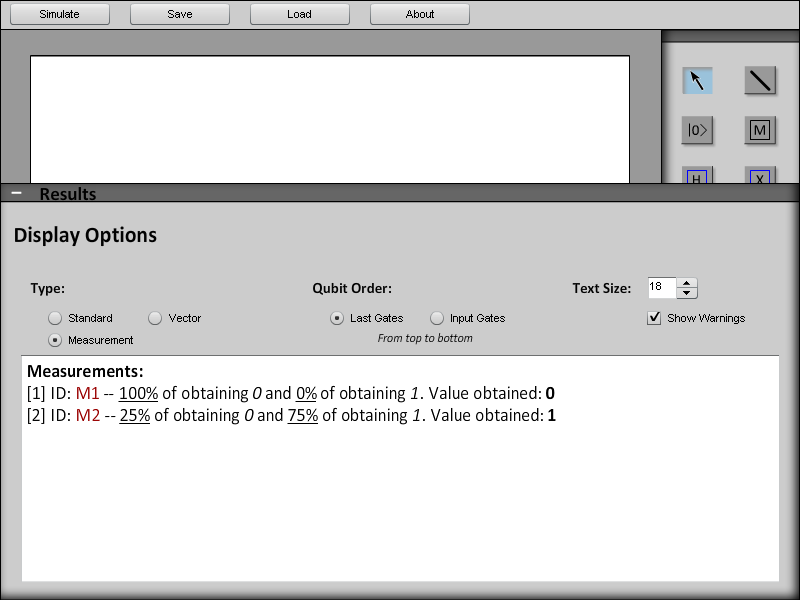 Simulate Save Load About
|0> M
H X
Results
Display Options
Type: Qubit Order: Text Size: 18
Standard Vector Last Gates Input Gates Show Warnings
Measurement From top to bottom
Measurements:
[1] ID: M1 -- 100% of obtaining 0 and 0% of obtaining 1. Value obtained: 0
[2] ID: M2 -- 25% of obtaining 0 and 75% of obtaining 1. Value obtained: 1